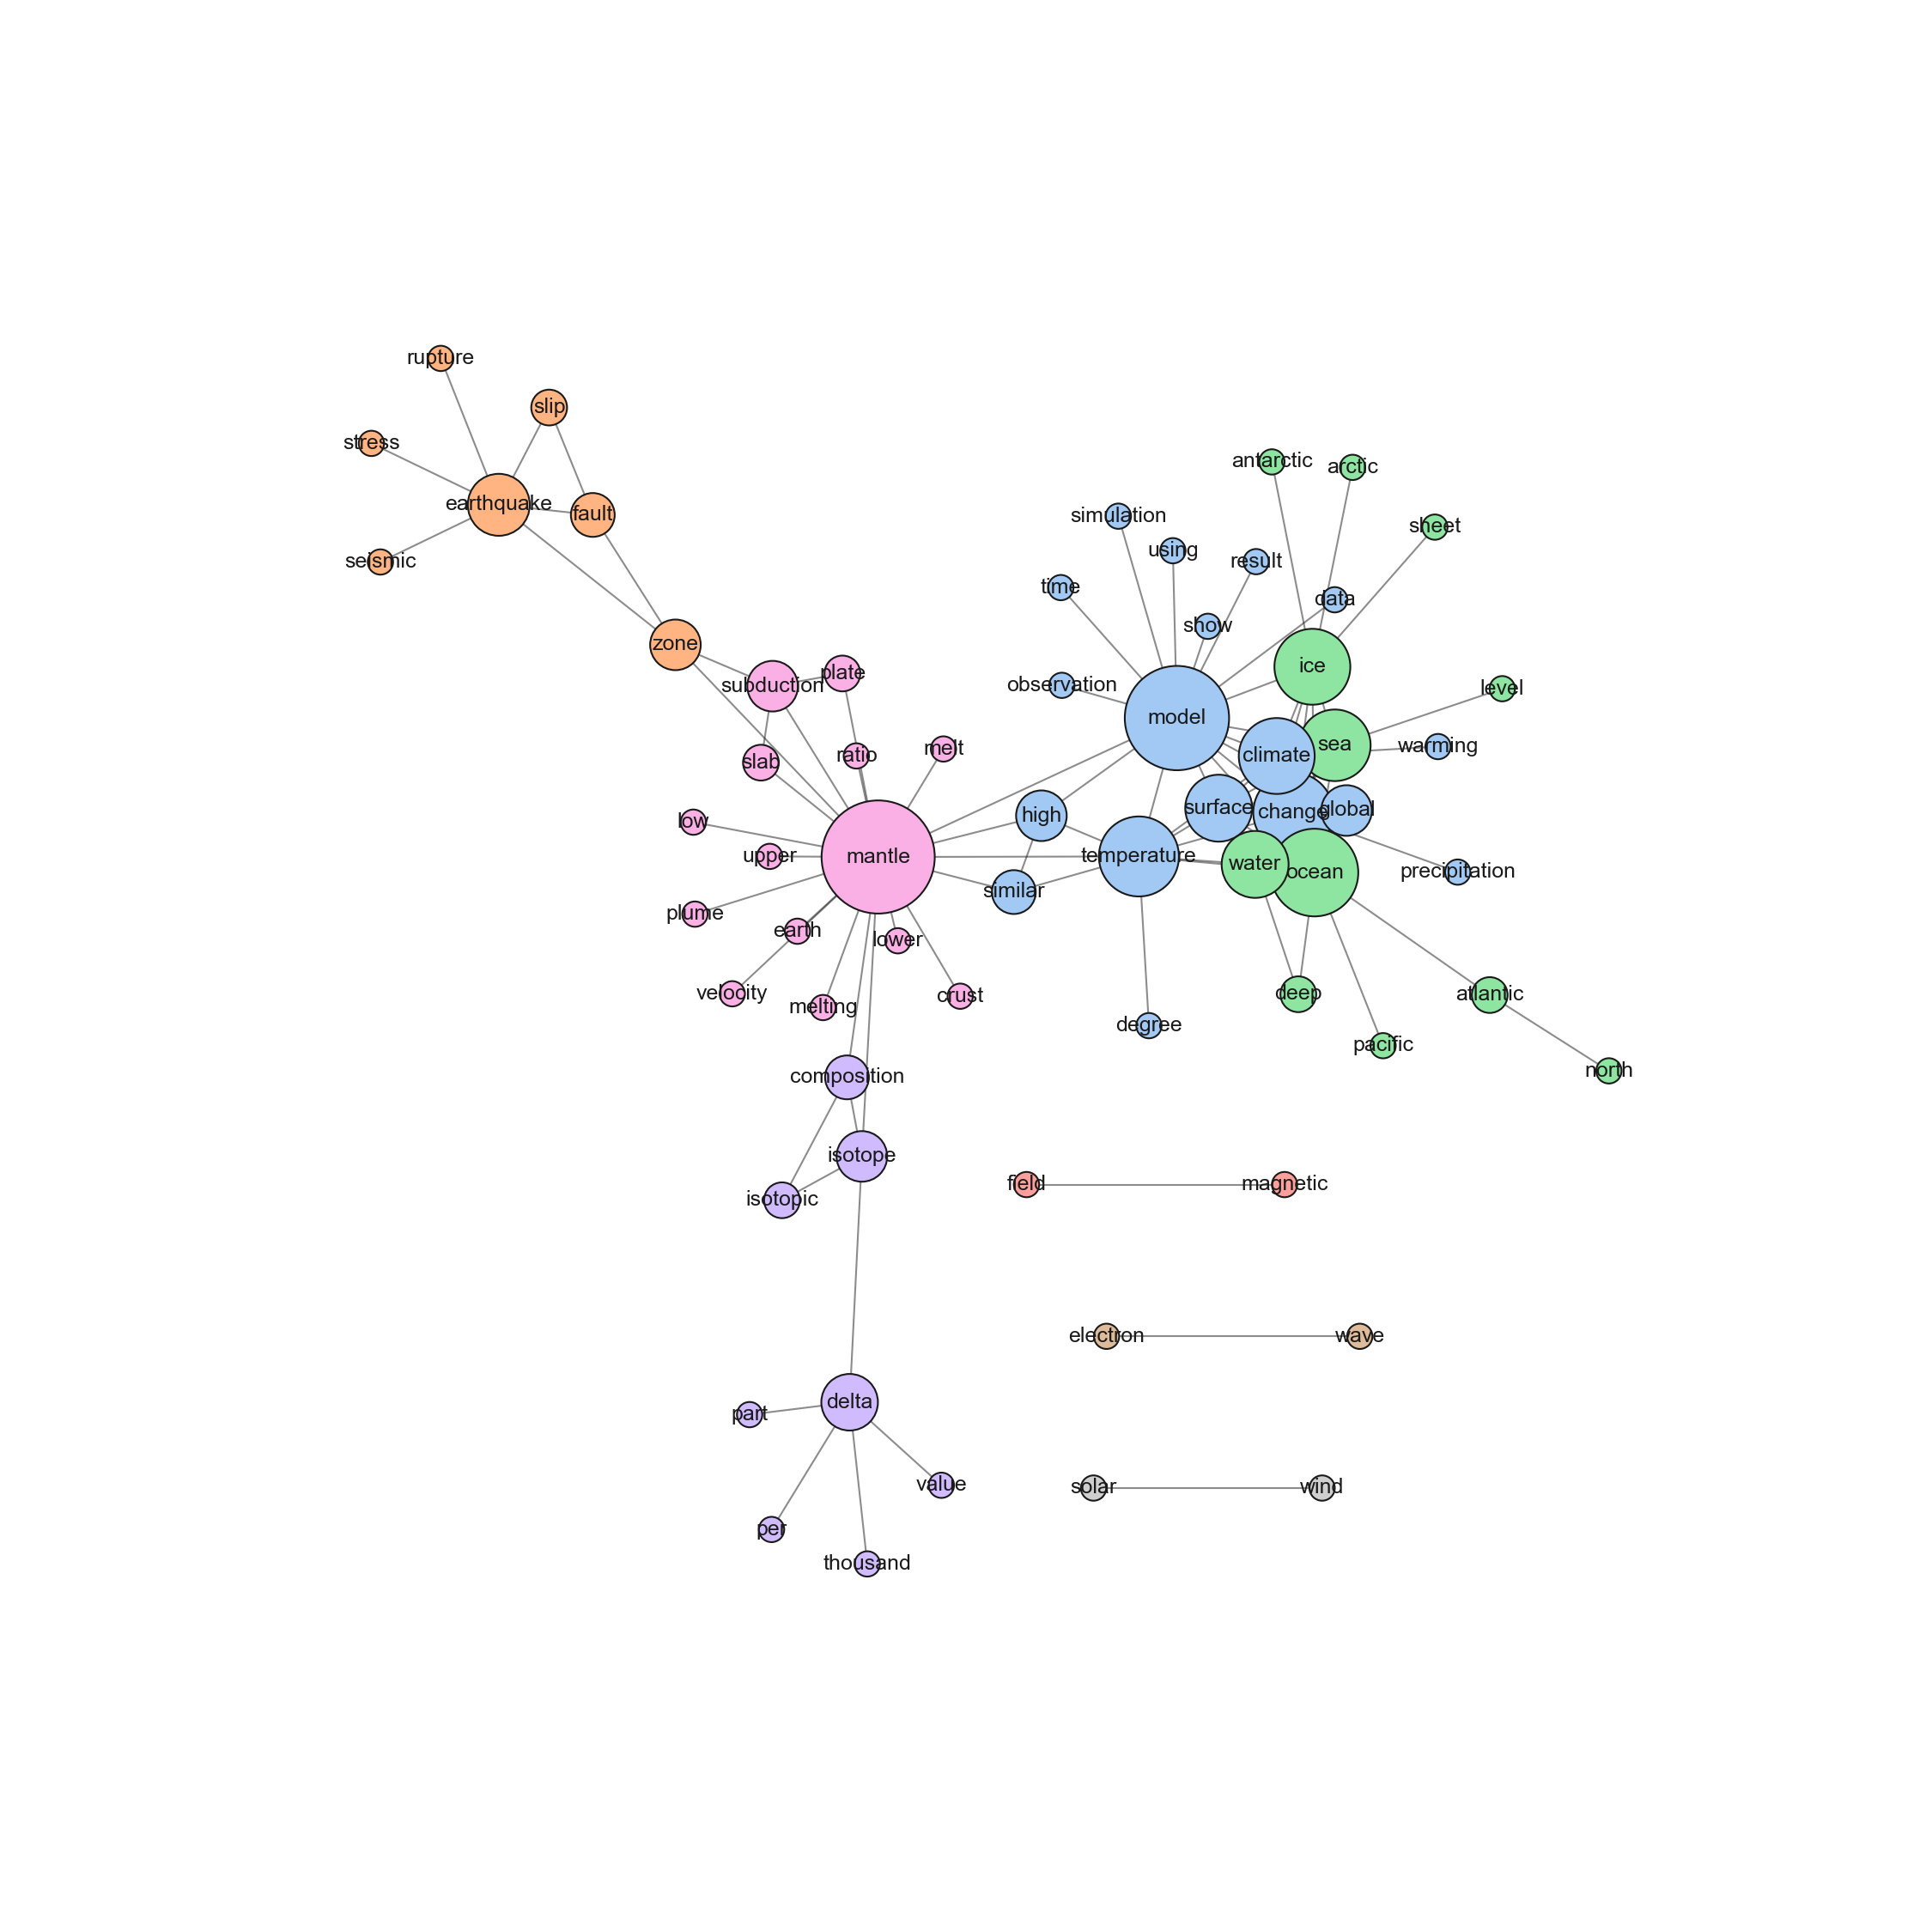 rupture
slip
stress
earthquake
fault
seismic
zone
subduction
plate
slab
ratio
melt
low
upper
mantle
plume
earth
lower
velocity
melting
crust
composition
isotope
isotopic
delta
part
value
per
thousand
antarctic
arctic
simulation
sheet
using
result
time
data
show
ice
observation
level
model
sea
warming
climate
high
surface
change
global
temperature
water
ocean
precipitation
similar
deep
atlantic
degree
pacific
north
field
magnetic
electron
wave
solar
wind